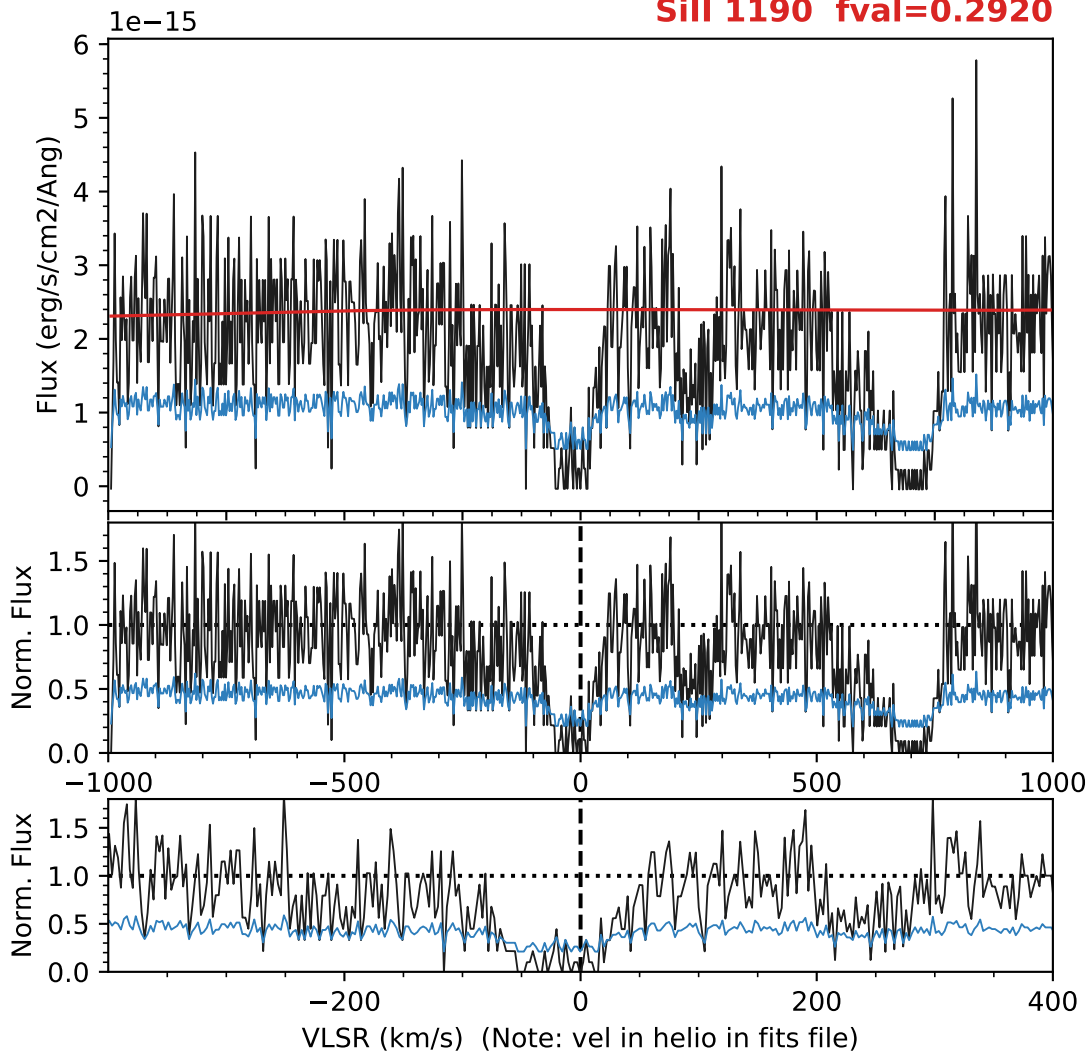 1e−15
SiII 1190 fval=0.2920
6
5
4
3
2
1
0
Flux (erg/s/cm2/Ang)
1.5
1.0
0.5
0.0
Norm. Flux
−1000 −500 0 500 1000
1.5
1.0
0.5
0.0
Norm. Flux
−200 0 200 400
VLSR (km/s) (Note: vel in helio in fits file)